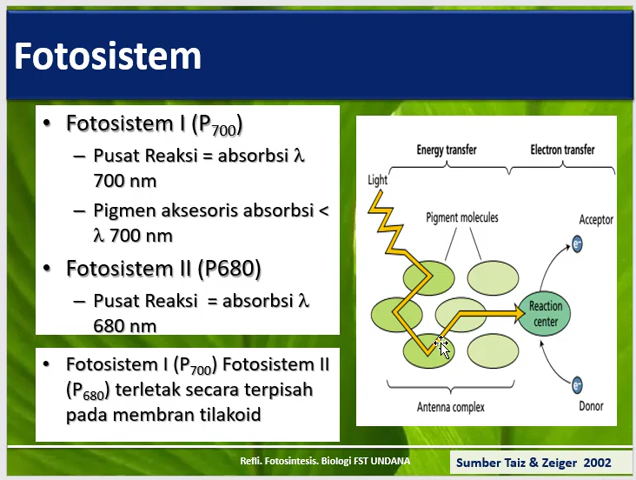 Fotosistem
• Fotosistem I (P700)
– Pusat Reaksi = absorbsi λ
700 nm
– Pigmen aksesoris absorbsi <
λ 700 nm
• Fotosistem II (P680)
– Pusat Reaksi = absorbsi λ
680 nm
• Fotosistem I (P700) Fotosistem II
(P680) terletak secara terpisah
pada membran tilakoid
Energy transfer
Electron transfer
Light
Pigment molecules
Acceptor
e-
Reaction
center
e-
Donor
Antenna complex
Refli. Fotosintesis. Biologi FST UNDANA
Sumber Taiz & Zeiger 2002